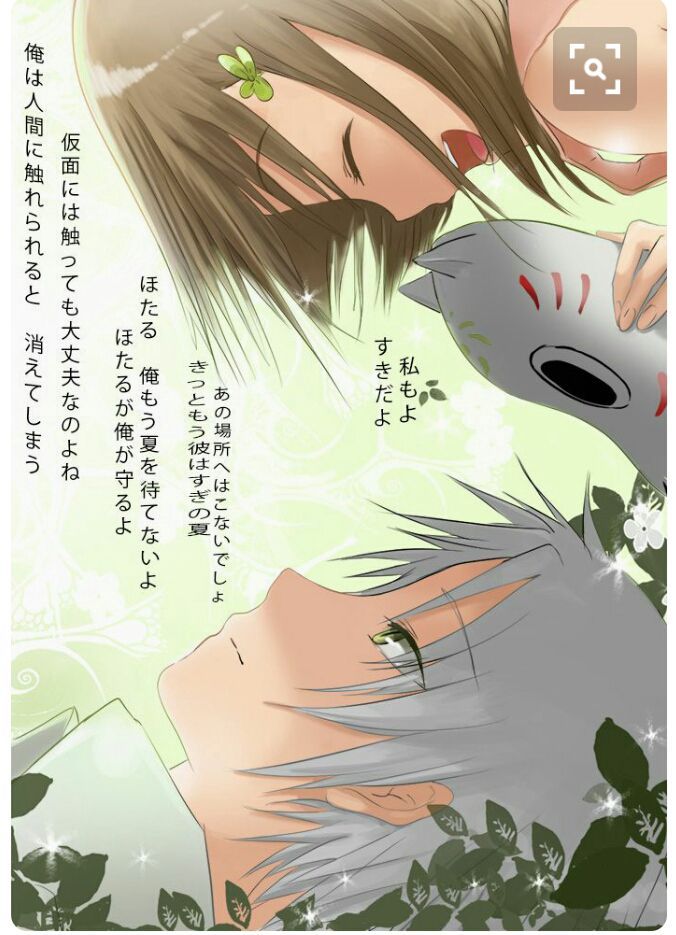 私もよ
すきだよ
あの場所へはこないでしょ
きっともう彼はすぎの夏
ほたる　俺もう夏を待てないよ
ほたるが俺が守るよ
仮面には触っても大丈夫なのよね
俺は人間に触れられると　消えてしまう